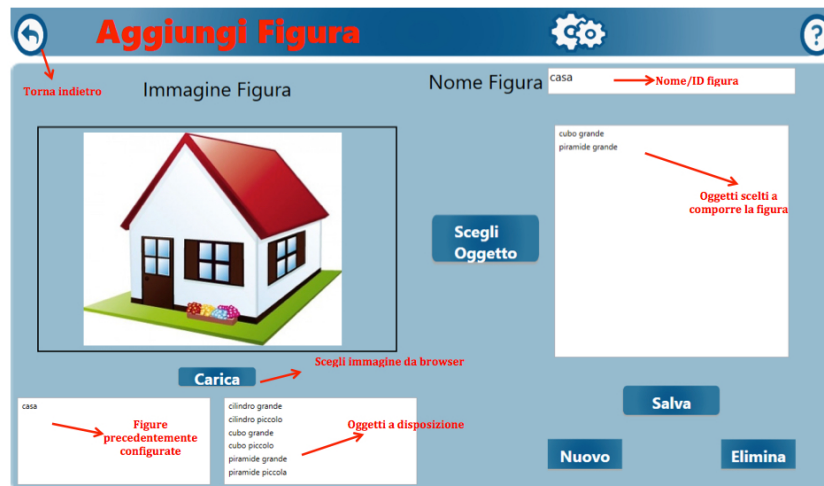 Aggiungi Figura
?
Torna indietro
Immagine Figura
Nome Figura
casa
Nome/ID figura
cubo grande
piramide grande
Oggetti scelti a
comporre la figura
Scegli
Oggetto
Scegli immagine da browser
Carica
casa
Figure
precedentemente
configurate
cilindro grande
cilindro piccolo
cubo grande
cubo piccolo
piramide grande
piramide piccola
Oggetti a disposizione
Salva
Nuovo
Elimina